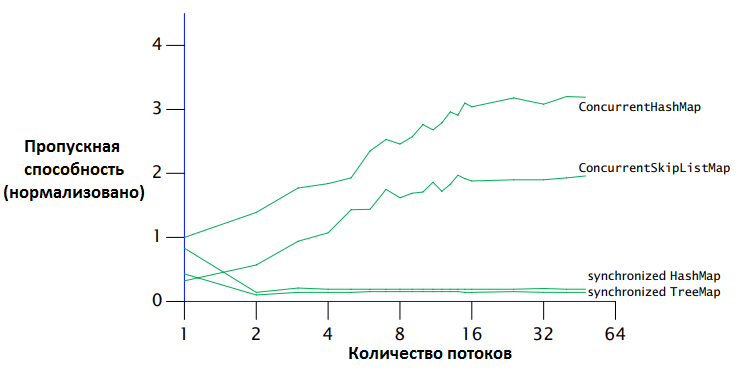 4
3
2
1
0
Пропускная
способность
(нормализовано)
ConcurrentHashMap
ConcurrentSkipListMap
synchronized HashMap
synchronized TreeMap
1 2 4 8 16 32 64
Количество потоков